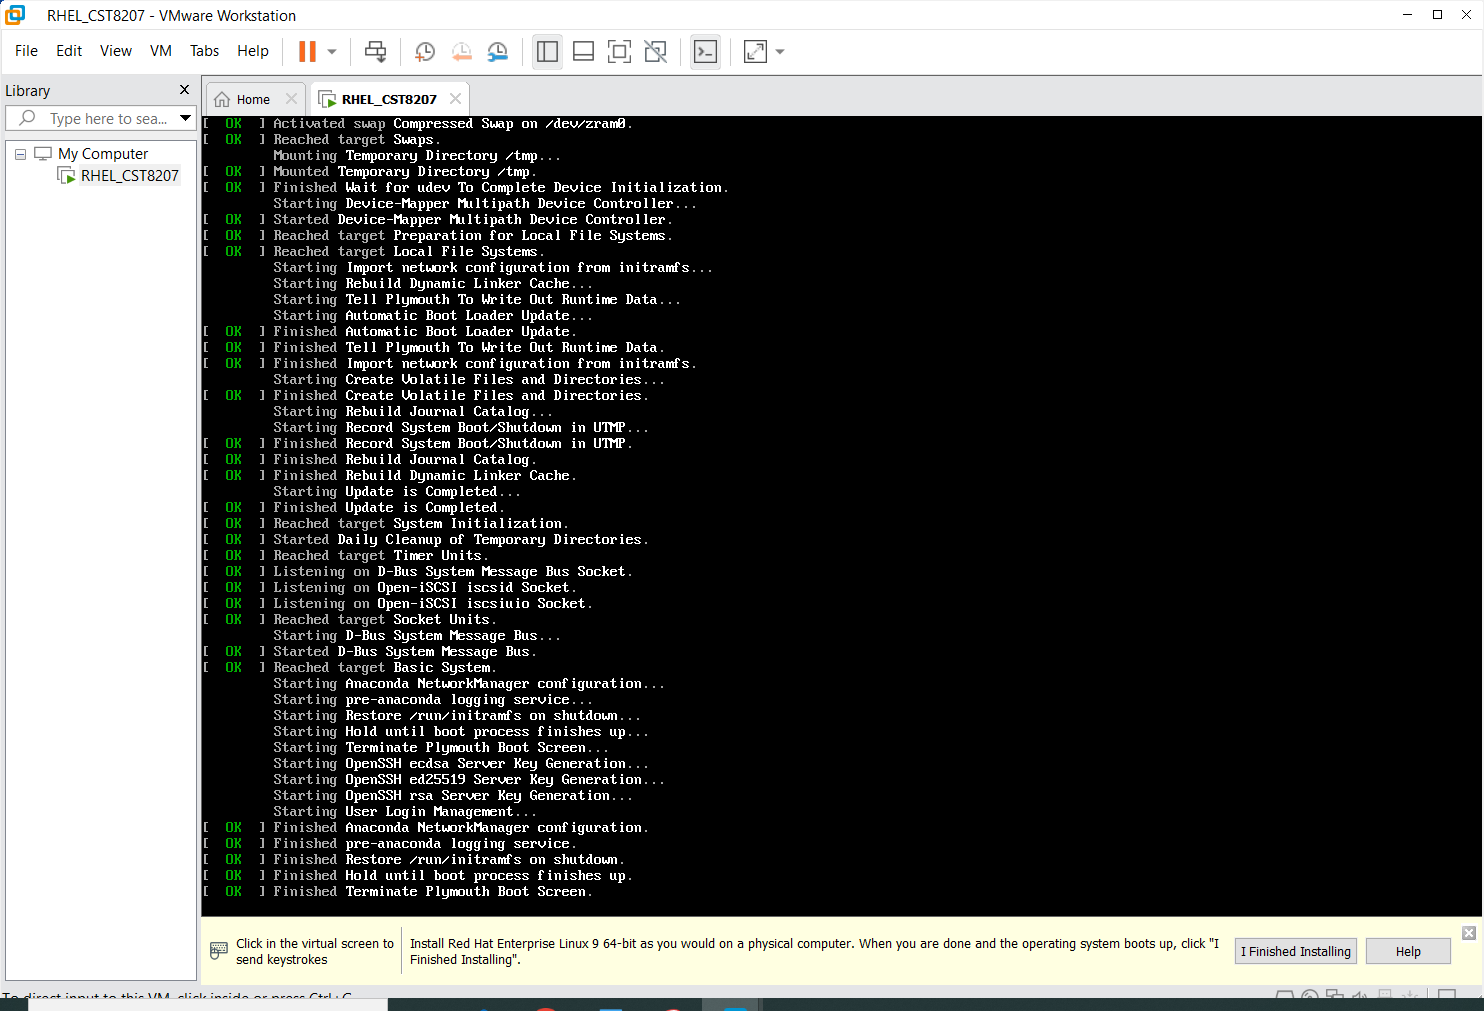 RHEL_CST8207 - VMware Workstation
File Edit View VM Tabs Help
Library
Home
RHEL_CST8207
Type here to sea...
My Computer
RHEL_CST8207
[ OK ] Activated swap Compressed Swap on /dev/zram0.
[ OK ] Reached target Swaps.
Mounting Temporary Directory /tmp...
[ OK ] Mounted Temporary Directory /tmp.
[ OK ] Finished Wait for udev To Complete Device Initialization.
Starting Device-Mapper Multipath Device Controller...
[ OK ] Started Device-Mapper Multipath Device Controller.
[ OK ] Reached target Preparation for Local File Systems.
[ OK ] Reached target Local File Systems.
Starting Import network configuration from initramfs...
Starting Rebuild Dynamic Linker Cache...
Starting Tell Plymouth To Write Out Runtime Data...
Starting Automatic Boot Loader Update...
[ OK ] Finished Automatic Boot Loader Update.
[ OK ] Finished Tell Plymouth To Write Out Runtime Data.
[ OK ] Finished Import network configuration from initramfs.
Starting Create Volatile Files and Directories...
[ OK ] Finished Create Volatile Files and Directories.
Starting Rebuild Journal Catalog...
Starting Record System Boot/Shutdown in UTMP...
[ OK ] Finished Record System Boot/Shutdown in UTMP.
[ OK ] Finished Rebuild Journal Catalog.
[ OK ] Finished Rebuild Dynamic Linker Cache.
Starting Update is Completed...
[ OK ] Finished Update is Completed.
[ OK ] Reached target System Initialization.
[ OK ] Started Daily Cleanup of Temporary Directories.
[ OK ] Reached target Timer Units.
[ OK ] Listening on D-Bus System Message Bus Socket.
[ OK ] Listening on Open-iSCSI iscsid Socket.
[ OK ] Listening on Open-iSCSI iscsiuio Socket.
[ OK ] Reached target Socket Units.
Starting D-Bus System Message Bus...
[ OK ] Started D-Bus System Message Bus.
[ OK ] Reached target Basic System.
Starting Anaconda NetworkManager configuration...
Starting pre-anaconda logging service...
Starting Restore /run/initramfs on shutdown...
Starting Hold until boot process finishes up...
Starting Terminate Plymouth Boot Screen...
Starting OpenSSH ecdsa Server Key Generation...
Starting OpenSSH ed25519 Server Key Generation...
Starting OpenSSH rsa Server Key Generation...
Starting User Login Management...
[ OK ] Finished Anaconda NetworkManager configuration.
[ OK ] Finished pre-anaconda logging service.
[ OK ] Finished Restore /run/initramfs on shutdown.
[ OK ] Finished Hold until boot process finishes up.
[ OK ] Finished Terminate Plymouth Boot Screen.
Click in the virtual screen to
send keystrokes
Install Red Hat Enterprise Linux 9 64-bit as you would on a physical computer. When you are done and the operating system boots up, click "I
Finished Installing".
I Finished Installing
Help
To direct input to this VM, click inside or press Ctrl+G